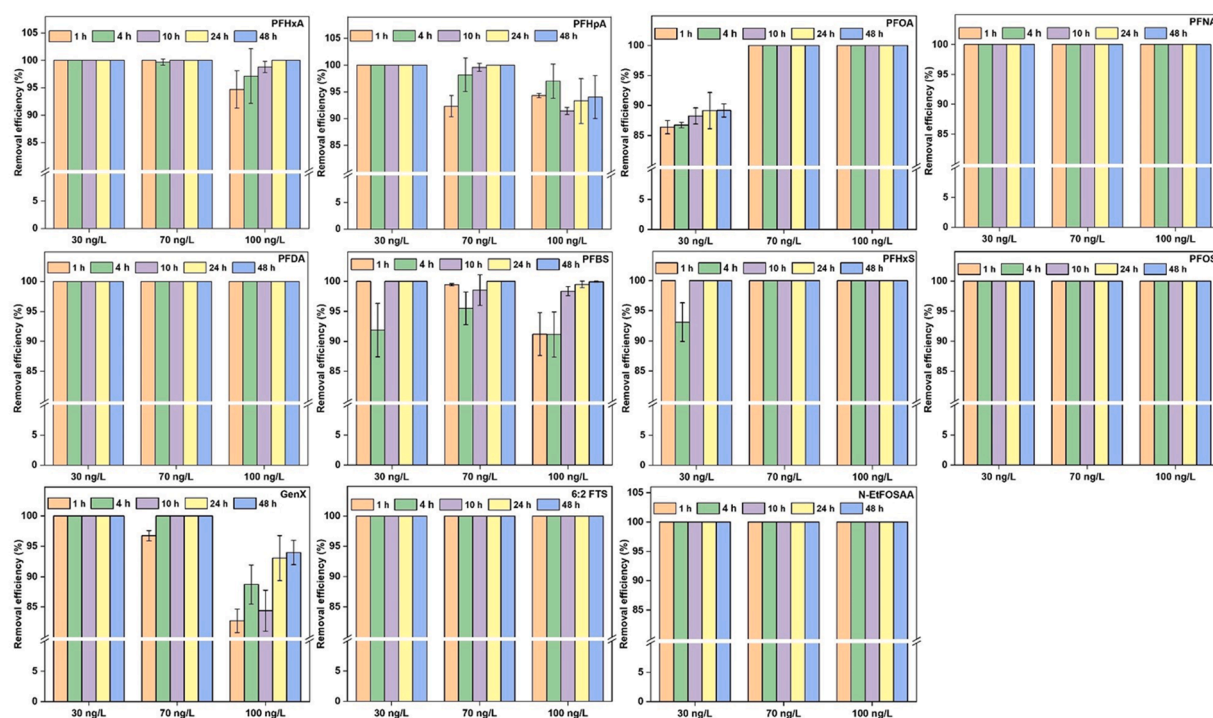 PFHxA
1 h 4 h 10 h 24 h 48 h
Removal efficiency (%)
100
95
90
85
5
0
30 ng/L 70 ng/L 100 ng/L
PFHpA
1 h 4 h 10 h 24 h 48 h
Removal efficiency (%)
105
100
95
90
85
5
0
30 ng/L 70 ng/L 100 ng/L
PFOA
1 h 4 h 10 h 24 h 48 h
Removal efficiency (%)
100
95
90
85
5
0
30 ng/L 70 ng/L 100 ng/L
PFNA
1 h 4 h 10 h 24 h 48 h
Removal efficiency (%)
100
95
90
85
5
0
30 ng/L 70 ng/L 100 ng/L
PFDA
1 h 4 h 10 h 24 h 48 h
Removal efficiency (%)
100
95
90
85
5
0
30 ng/L 70 ng/L 100 ng/L
PFBS
1 h 4 h 10 h 24 h 48 h
Removal efficiency (%)
100
95
90
85
5
0
30 ng/L 70 ng/L 100 ng/L
PFHxS
1 h 4 h 10 h 24 h 48 h
Removal efficiency (%)
100
95
90
85
5
0
30 ng/L 70 ng/L 100 ng/L
PFOS
1 h 4 h 10 h 24 h 48 h
Removal efficiency (%)
100
95
90
85
5
0
30 ng/L 70 ng/L 100 ng/L
GenX
1 h 4 h 10 h 24 h 48 h
Removal efficiency (%)
100
95
90
85
5
0
30 ng/L 70 ng/L 100 ng/L
6:2 FTS
1 h 4 h 10 h 24 h 48 h
Removal efficiency (%)
100
95
90
85
5
0
30 ng/L 70 ng/L 100 ng/L
N-EtFOSAA
1 h 4 h 10 h 24 h 48 h
Removal efficiency (%)
105
100
95
90
85
5
0
30 ng/L 70 ng/L 100 ng/L